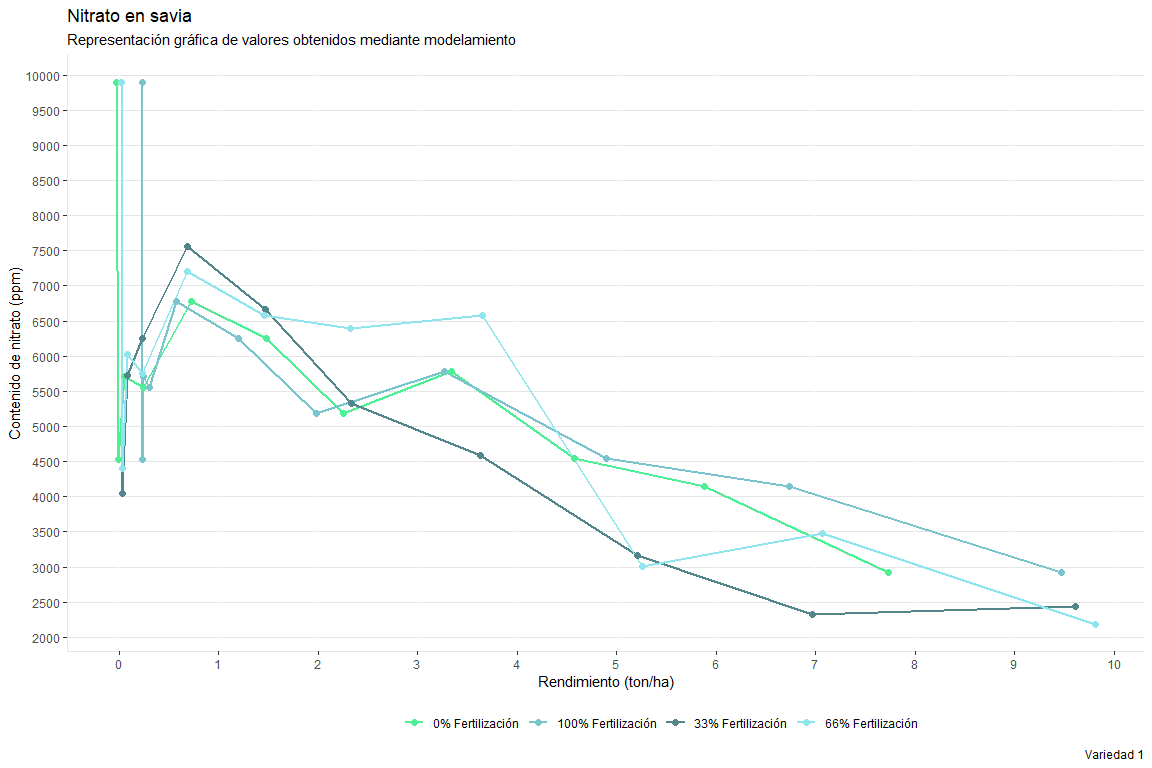 Nitrato en savia
Representación gráfica de valores obtenidos mediante modelamiento
Contenido de nitrato (ppm)
10000
9500
9000
8500
8000
7500
7000
6500
6000
5500
5000
4500
4000
3500
3000
2500
2000
0 1 2 3 4 5 6 7 8 9 10
Rendimiento (ton/ha)
0% Fertilización 100% Fertilización 33% Fertilización 66% Fertilización
Variedad 1